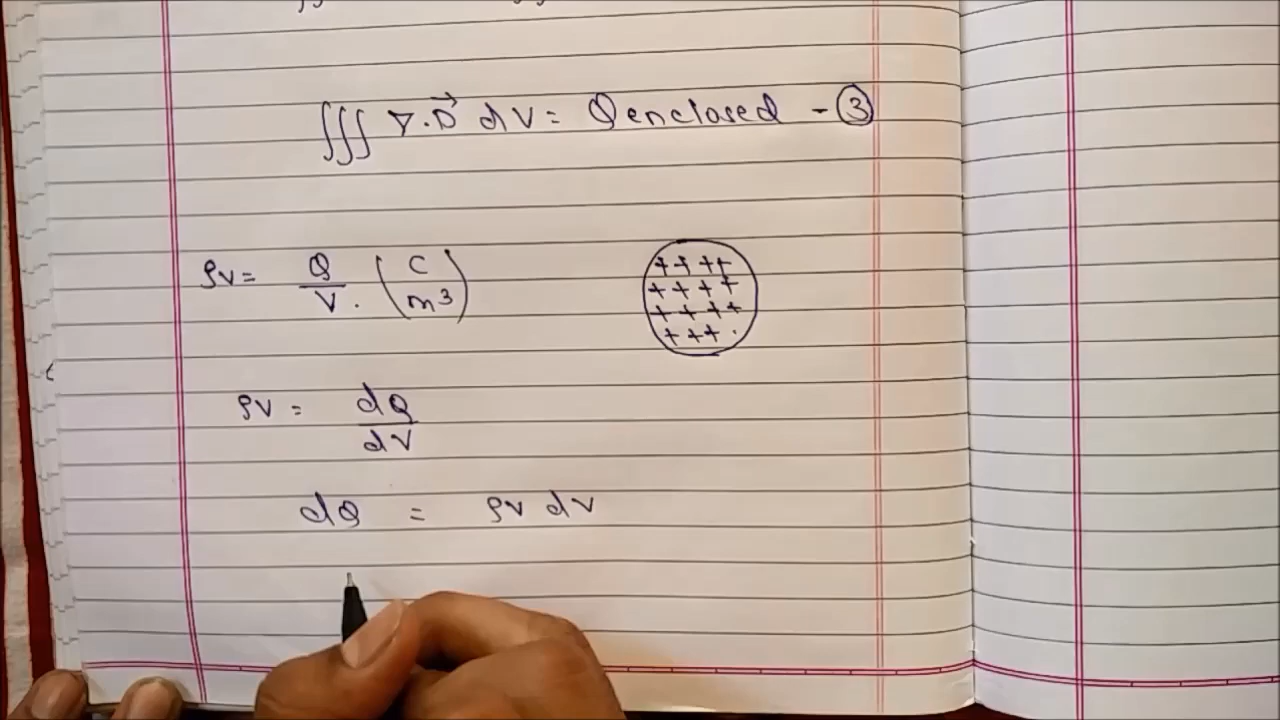 ∭ ∇·D⃗ dV = Qenclosed - ③
ρv = Q/V. (C/m³)
++++
++++
++++
+++.
ρv = dQ/dV
dQ = ρv dv